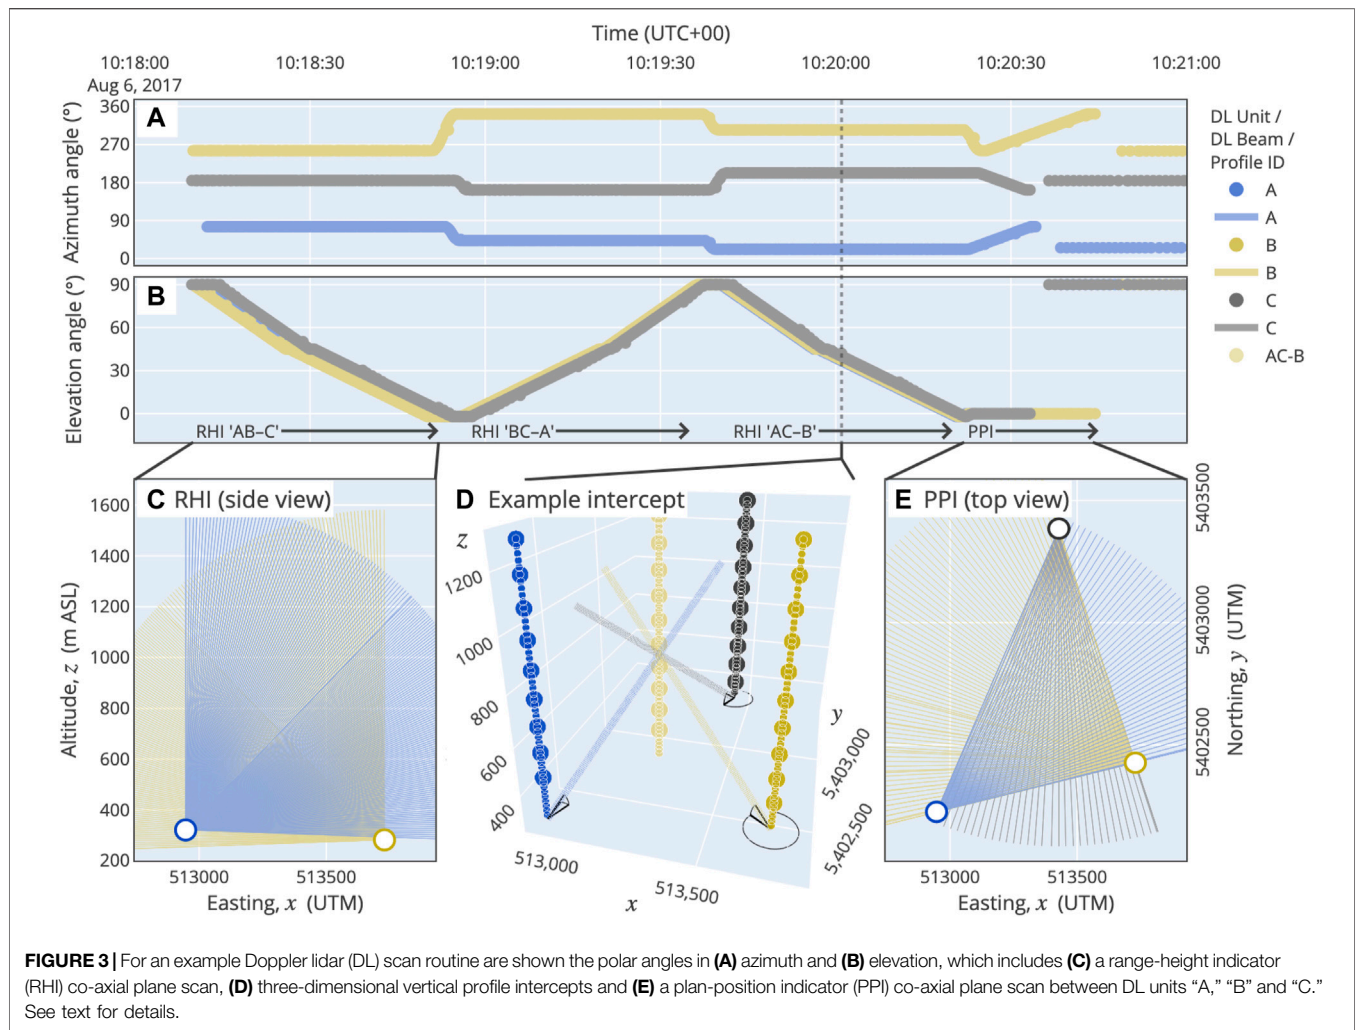 Time (UTC+00)
10:18:00 10:18:30 10:19:00 10:19:30 10:20:00 10:20:30 10:21:00
Aug 6, 2017
A
Azimuth angle (°)
360
270
180
90
0
DL Unit /
DL Beam /
Profile ID
A
A
B
B
C
C
AC-B
B
Elevation angle (°)
90
60
30
0
RHI 'AB–C' RHI 'BC–A' RHI 'AC–B' PPI
C RHI (side view)
Altitude, z (m ASL)
1600
1400
1200
1000
800
600
400
200
513000 513500
Easting, x (UTM)
D Example intercept
z
1200
1000
800
600
400
513,000
513,500
x
y
5,403,000
5,402,500
E PPI (top view)
5403500
5403000
5402500
Northing, y (UTM)
513000 513500
Easting, x (UTM)
FIGURE 3 | For an example Doppler lidar (DL) scan routine are shown the polar angles in (A) azimuth and (B) elevation, which includes (C) a range-height indicator
(RHI) co-axial plane scan, (D) three-dimensional vertical profile intercepts and (E) a plan-position indicator (PPI) co-axial plane scan between DL units “A,” “B” and “C.”
See text for details.